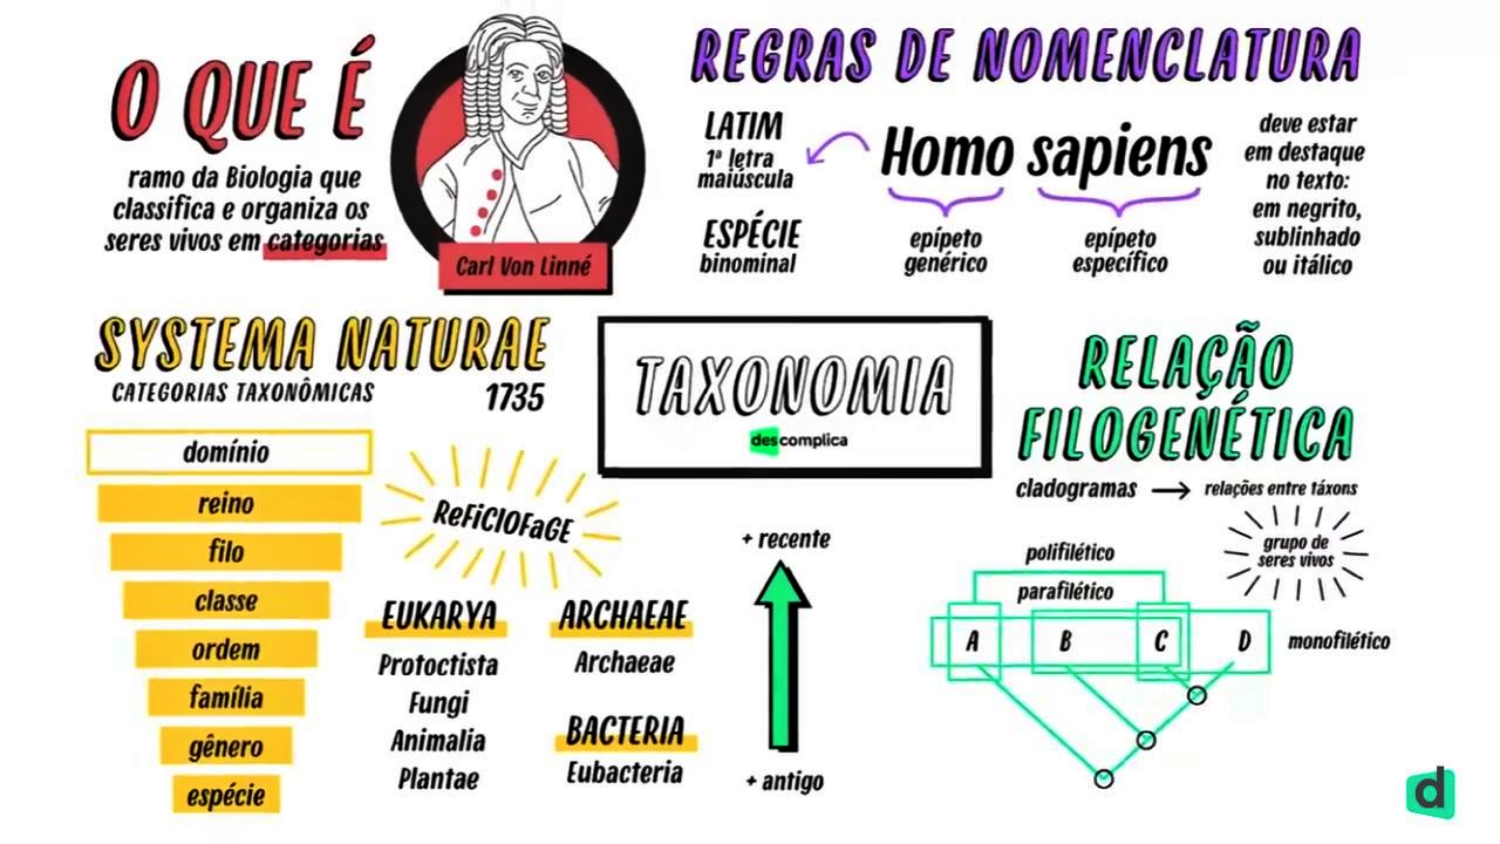 O QUE É
ramo da Biologia que
classifica e organiza os
seres vivos em categorias
Carl Von Linné
REGRAS DE NOMENCLATURA
LATIM
1ª letra
maiúscula
ESPÉCIE
binominal
Homo sapiens
epípeto
genérico
epípeto
específico
deve estar
em destaque
no texto:
em negrito,
sublinhado
ou itálico
SYSTEMA NATURAE
CATEGORIAS TAXONÔMICAS
1735
domínio
reino
filo
classe
ordem
família
gênero
espécie
ReFiClOFaGE
EUKARYA
Protoctista
Fungi
Animalia
Plantae
ARCHAEAE
Archaeae
BACTERIA
Eubacteria
TAXONOMIA
descomplica
+ recente
+ antigo
RELAÇÃO
FILOGENÉTICA
cladogramas → relações entre táxons
grupo de
seres vivos
polifilético
parafilético
A B C D
monofilético
d